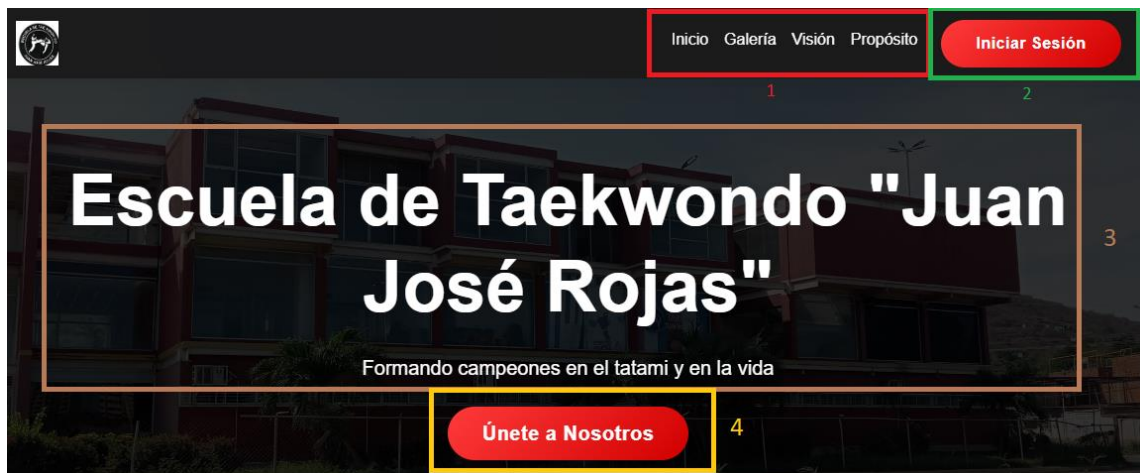 Inicio Galería Visión Propósito Iniciar Sesión
1 2
Escuela de Taekwondo "Juan
José Rojas"
3
Formando campeones en el tatami y en la vida
Únete a Nosotros
4